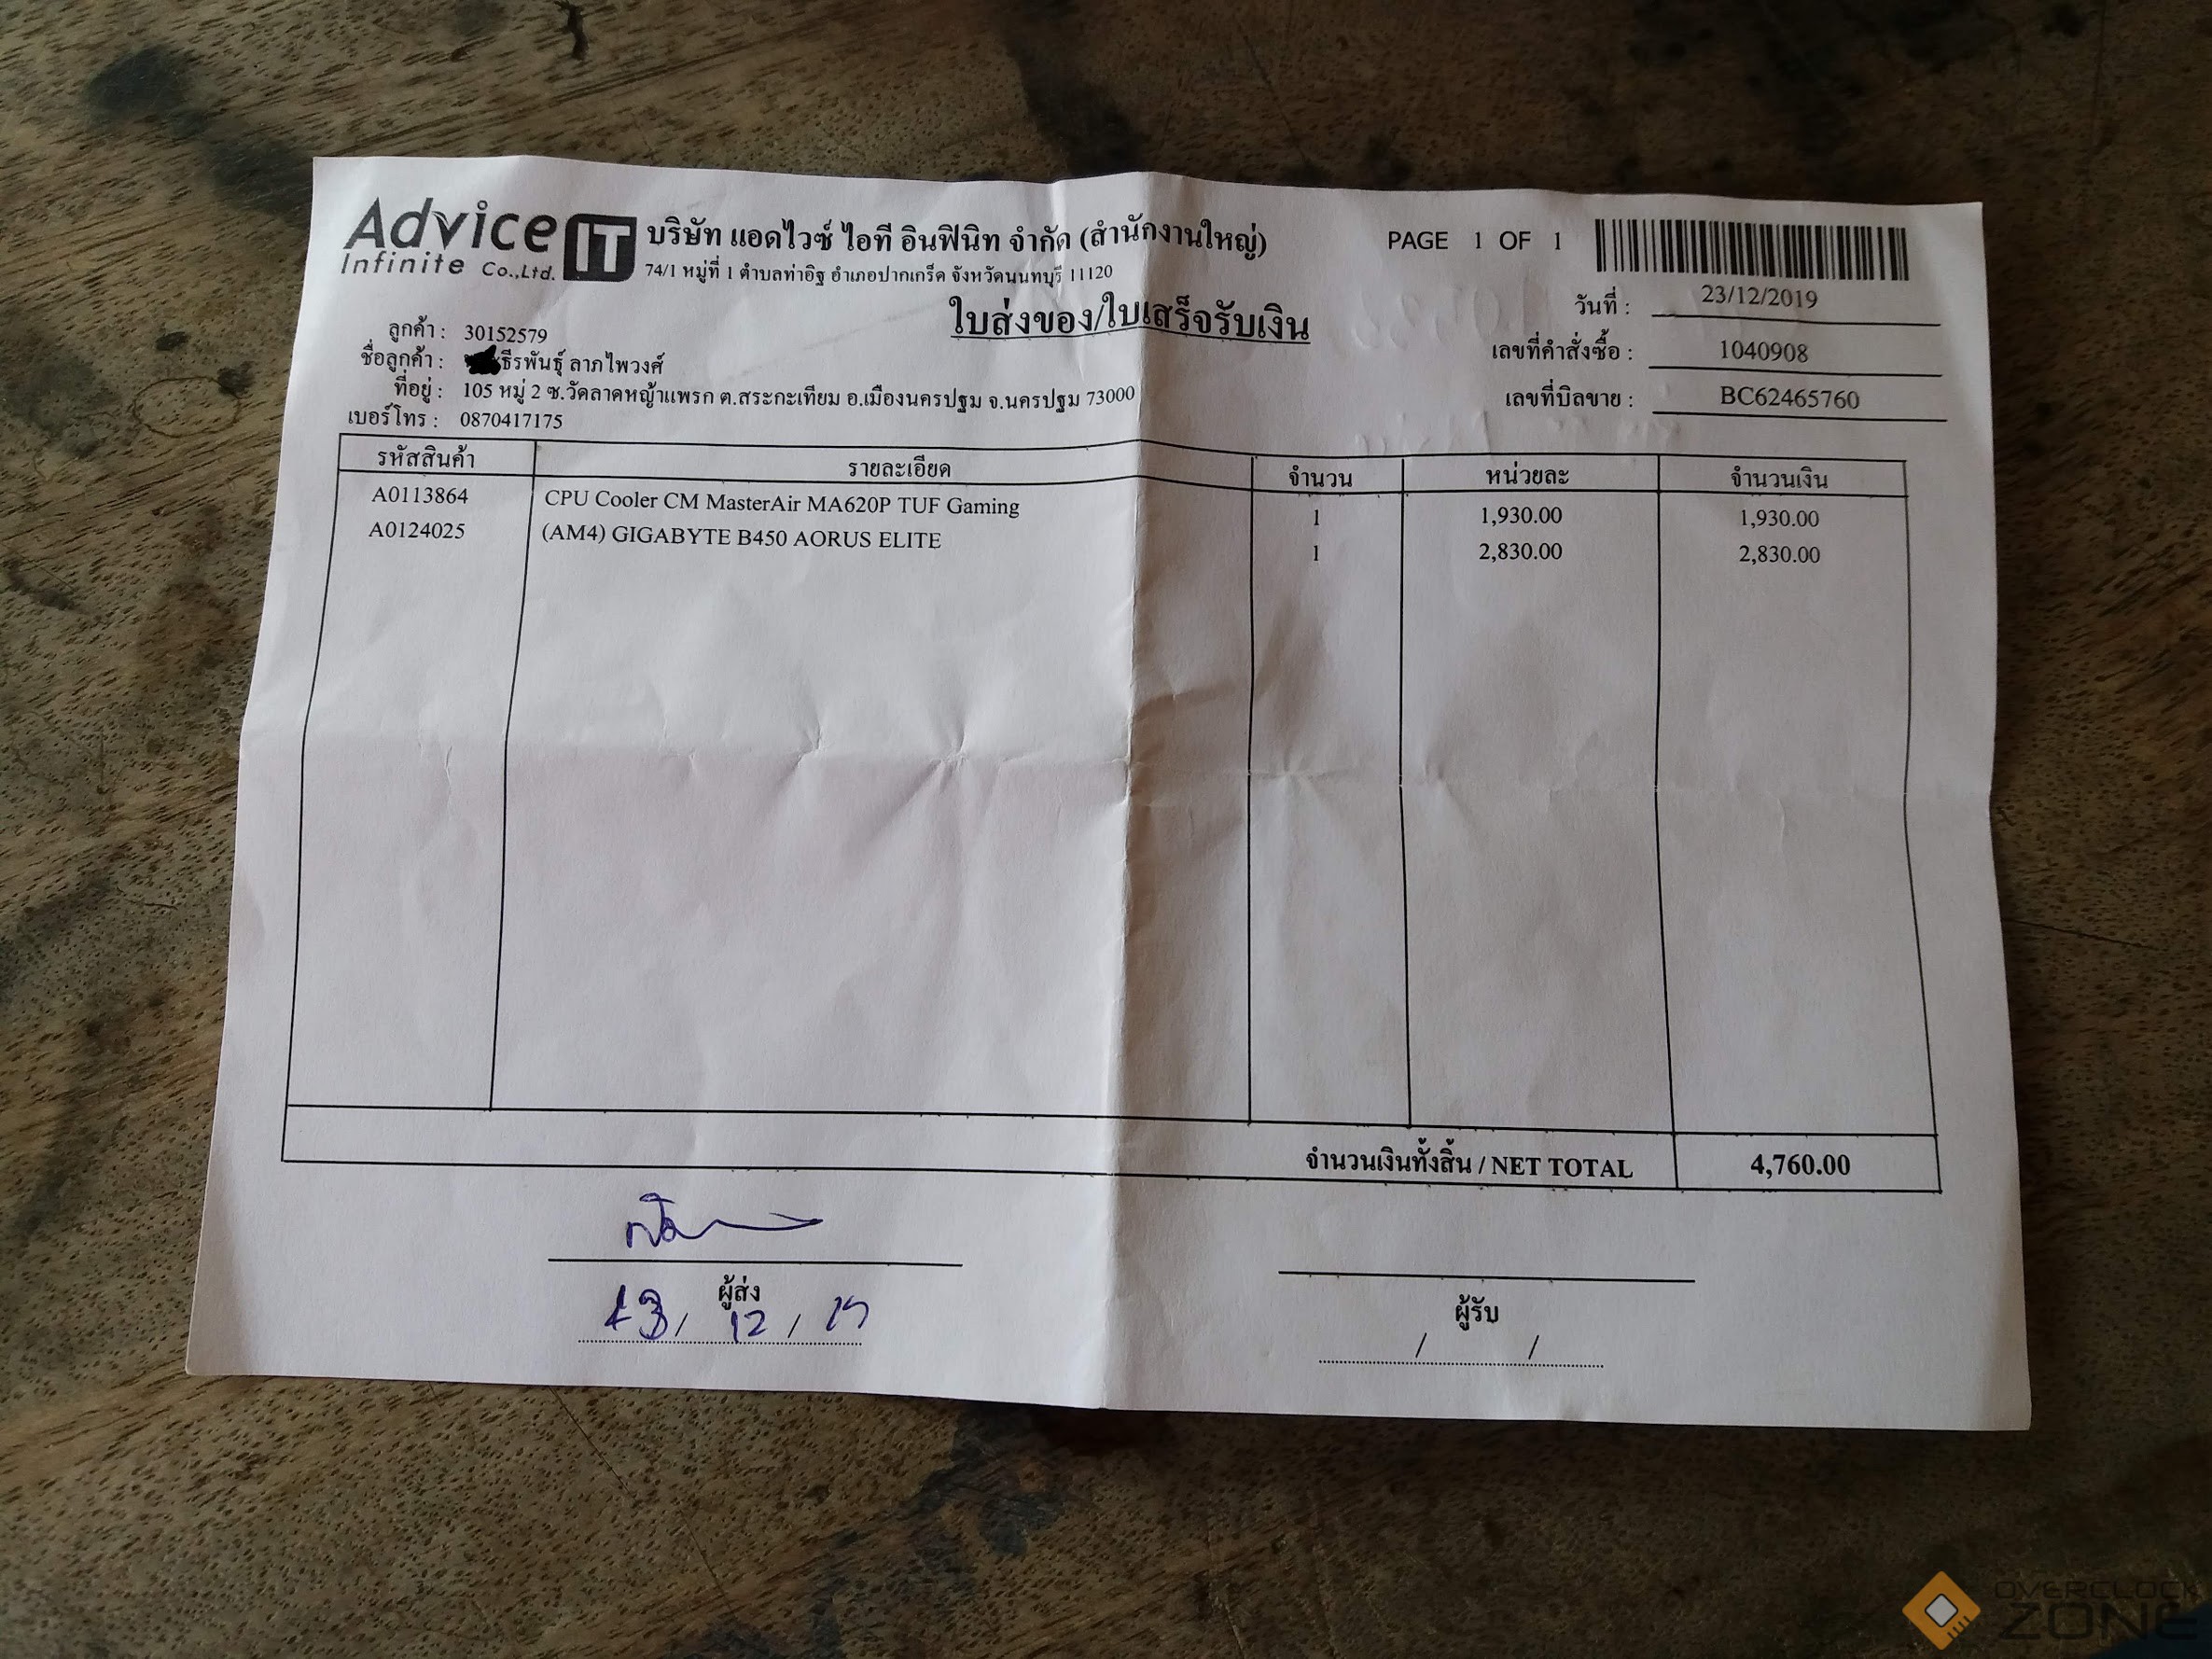 Advice IT
Infinite Co.,Ltd.
บริษัท แอดไวซ์ ไอที อินฟินิท จำกัด (สำนักงานใหญ่)
74/1 หมู่ที่ 1 ตำบลท่าอิฐ อำเภอปากเกร็ด จังหวัดนนทบุรี 11120
PAGE 1 OF 1
ใบส่งของ/ใบเสร็จรับเงิน
วันที่ : 23/12/2019
เลขที่คำสั่งซื้อ : 1040908
เลขที่บิลขาย : BC62465760
ลูกค้า : 30152579
ชื่อลูกค้า : ธีรพันธุ์ ลาภไพวงศ์
ที่อยู่ : 105 หมู่ 2 ซ.วัดลาดหญ้าแพรก ต.สระกะเทียม อ.เมืองนครปฐม จ.นครปฐม 73000
เบอร์โทร : 0870417175
รหัสสินค้า รายละเอียด จำนวน หน่วยละ จำนวนเงิน
A0113864 CPU Cooler CM MasterAir MA620P TUF Gaming 1 1,930.00 1,930.00
A0124025 (AM4) GIGABYTE B450 AORUS ELITE 1 2,830.00 2,830.00
จำนวนเงินทั้งสิ้น / NET TOTAL 4,760.00
ผู้ส่ง
/ 12 /
ผู้รับ
/ /
OVERCLOCK
ZONE